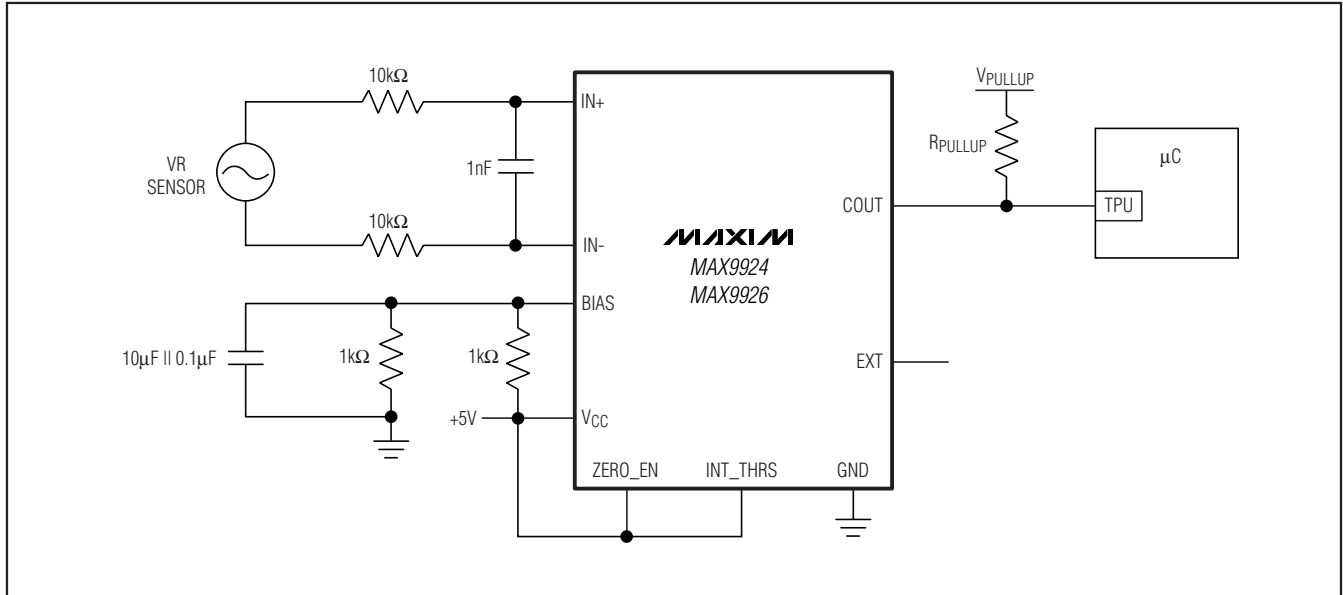 10kΩ
IN+
VR
SENSOR
1nF
10kΩ
IN-
BIAS
10μF || 0.1μF
1kΩ
1kΩ
+5V
VCC
ZERO_EN
INT_THRS
GND
MAXIM
MAX9924
MAX9926
COUT
EXT
VPULLUP
RPULLUP
μC
TPU